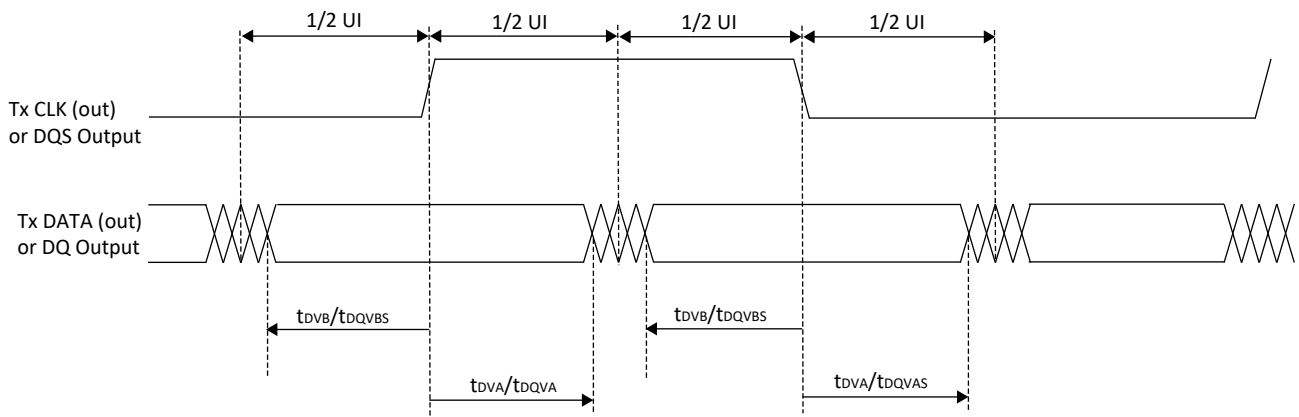 1/2 UI
1/2 UI
1/2 UI
1/2 UI
Tx CLK (out)
or DQS Output
Tx DATA (out)
or DQ Output
tDVB/tDQVBS
tDVB/tDQVBS
tDVA/tDQVA
tDVA/tDQVAS